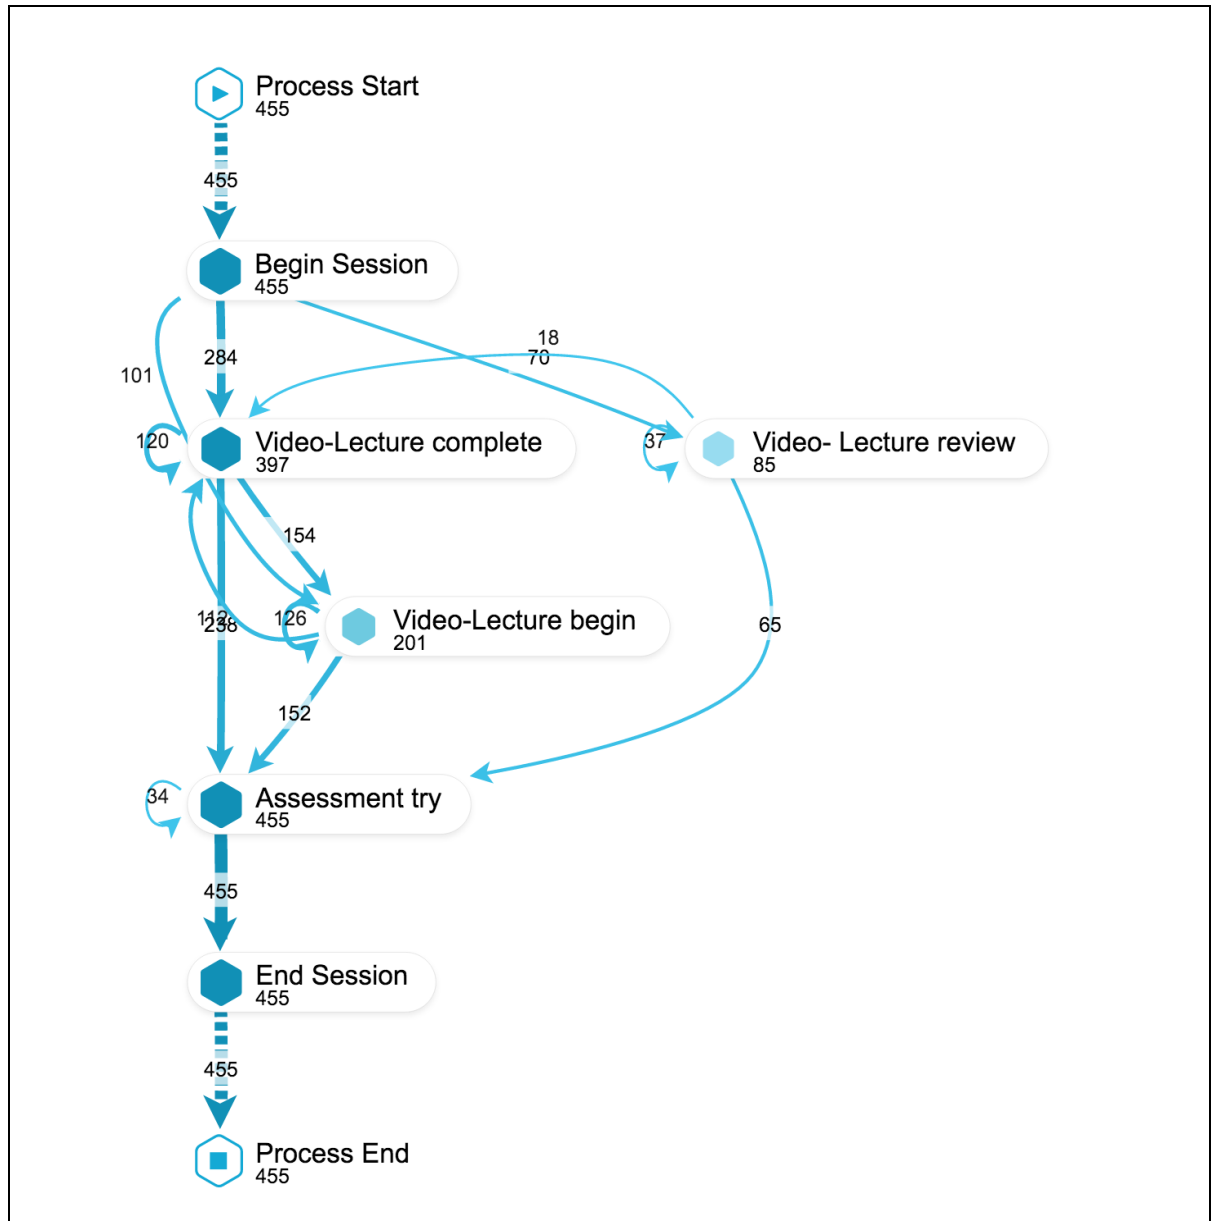 Process Start
455
455
Begin Session
455
18
284
70
101
120
Video-Lecture complete
397
37
Video- Lecture review
85
154
238
126
Video-Lecture begin
201
65
152
34
Assessment try
455
455
End Session
455
455
Process End
455